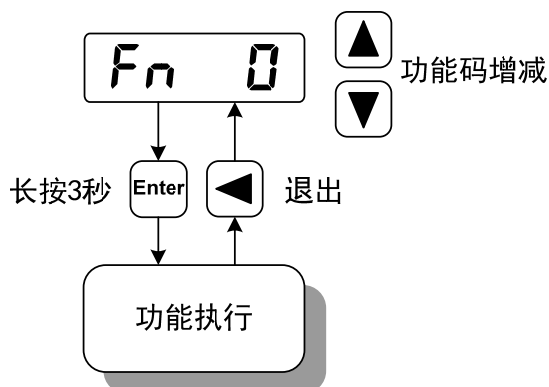 Fn 0
功能码增减
长按3秒
Enter
退出
功能执行